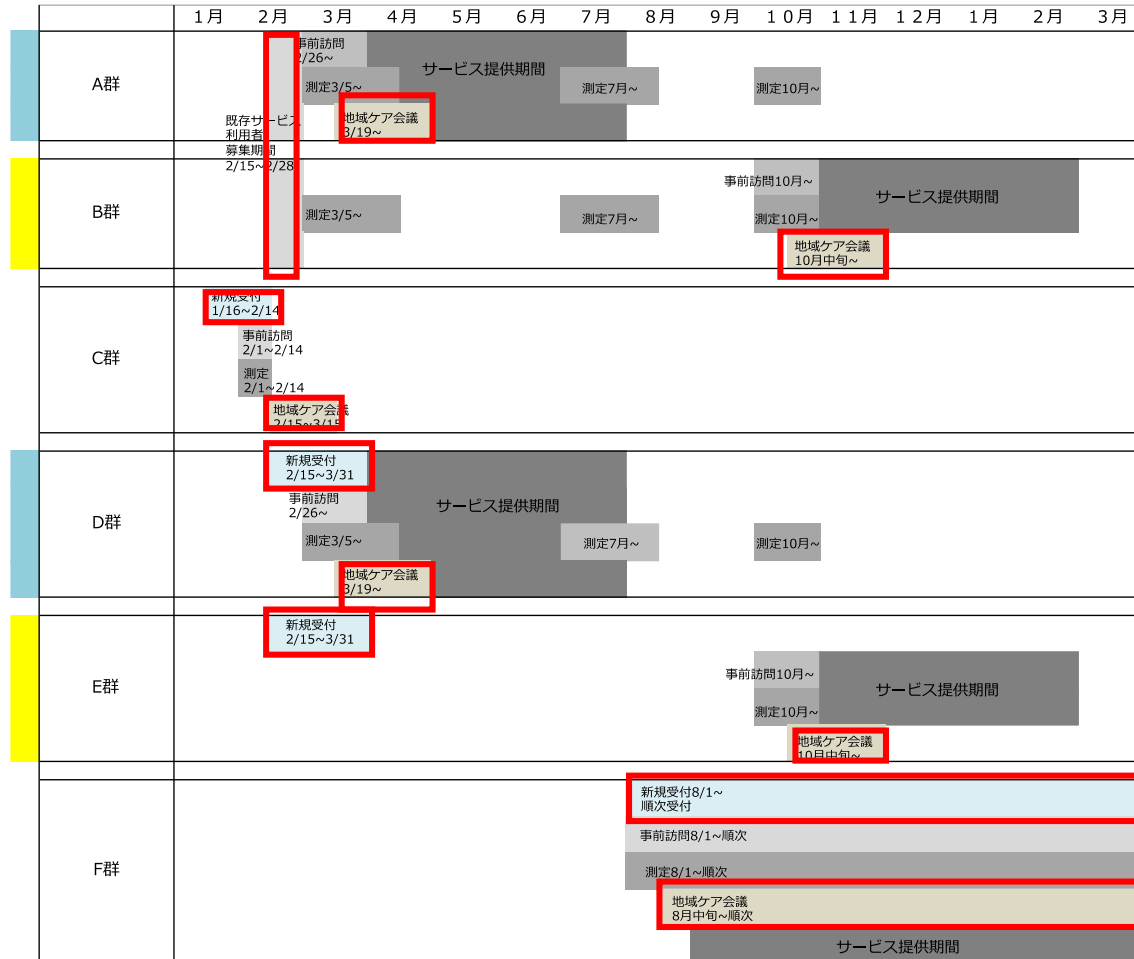 1月 2月 3月 4月 5月 6月 7月 8月 9月 10月 11月 12月 1月 2月 3月
A群
事前訪問
2/26~
サービス提供期間
測定3/5~
測定7月~
測定10月~
地域ケア会議
3/19~
既存サービス
利用者
募集期間
2/15~2/28
B群
事前訪問10月~
サービス提供期間
測定3/5~
測定7月~
測定10月~
地域ケア会議
10月中旬~
C群
新規受付
1/16~2/14
事前訪問
2/1~2/14
測定
2/1~2/14
地域ケア会議
2/15~3/15
D群
新規受付
2/15~3/31
サービス提供期間
事前訪問
2/26~
測定3/5~
測定7月~
測定10月~
地域ケア会議
3/19~
E群
新規受付
2/15~3/31
事前訪問10月~
サービス提供期間
測定10月~
地域ケア会議
10月中旬~
F群
新規受付8/1~
順次受付
事前訪問8/1~順次
測定8/1~順次
地域ケア会議
8月中旬~順次
サービス提供期間